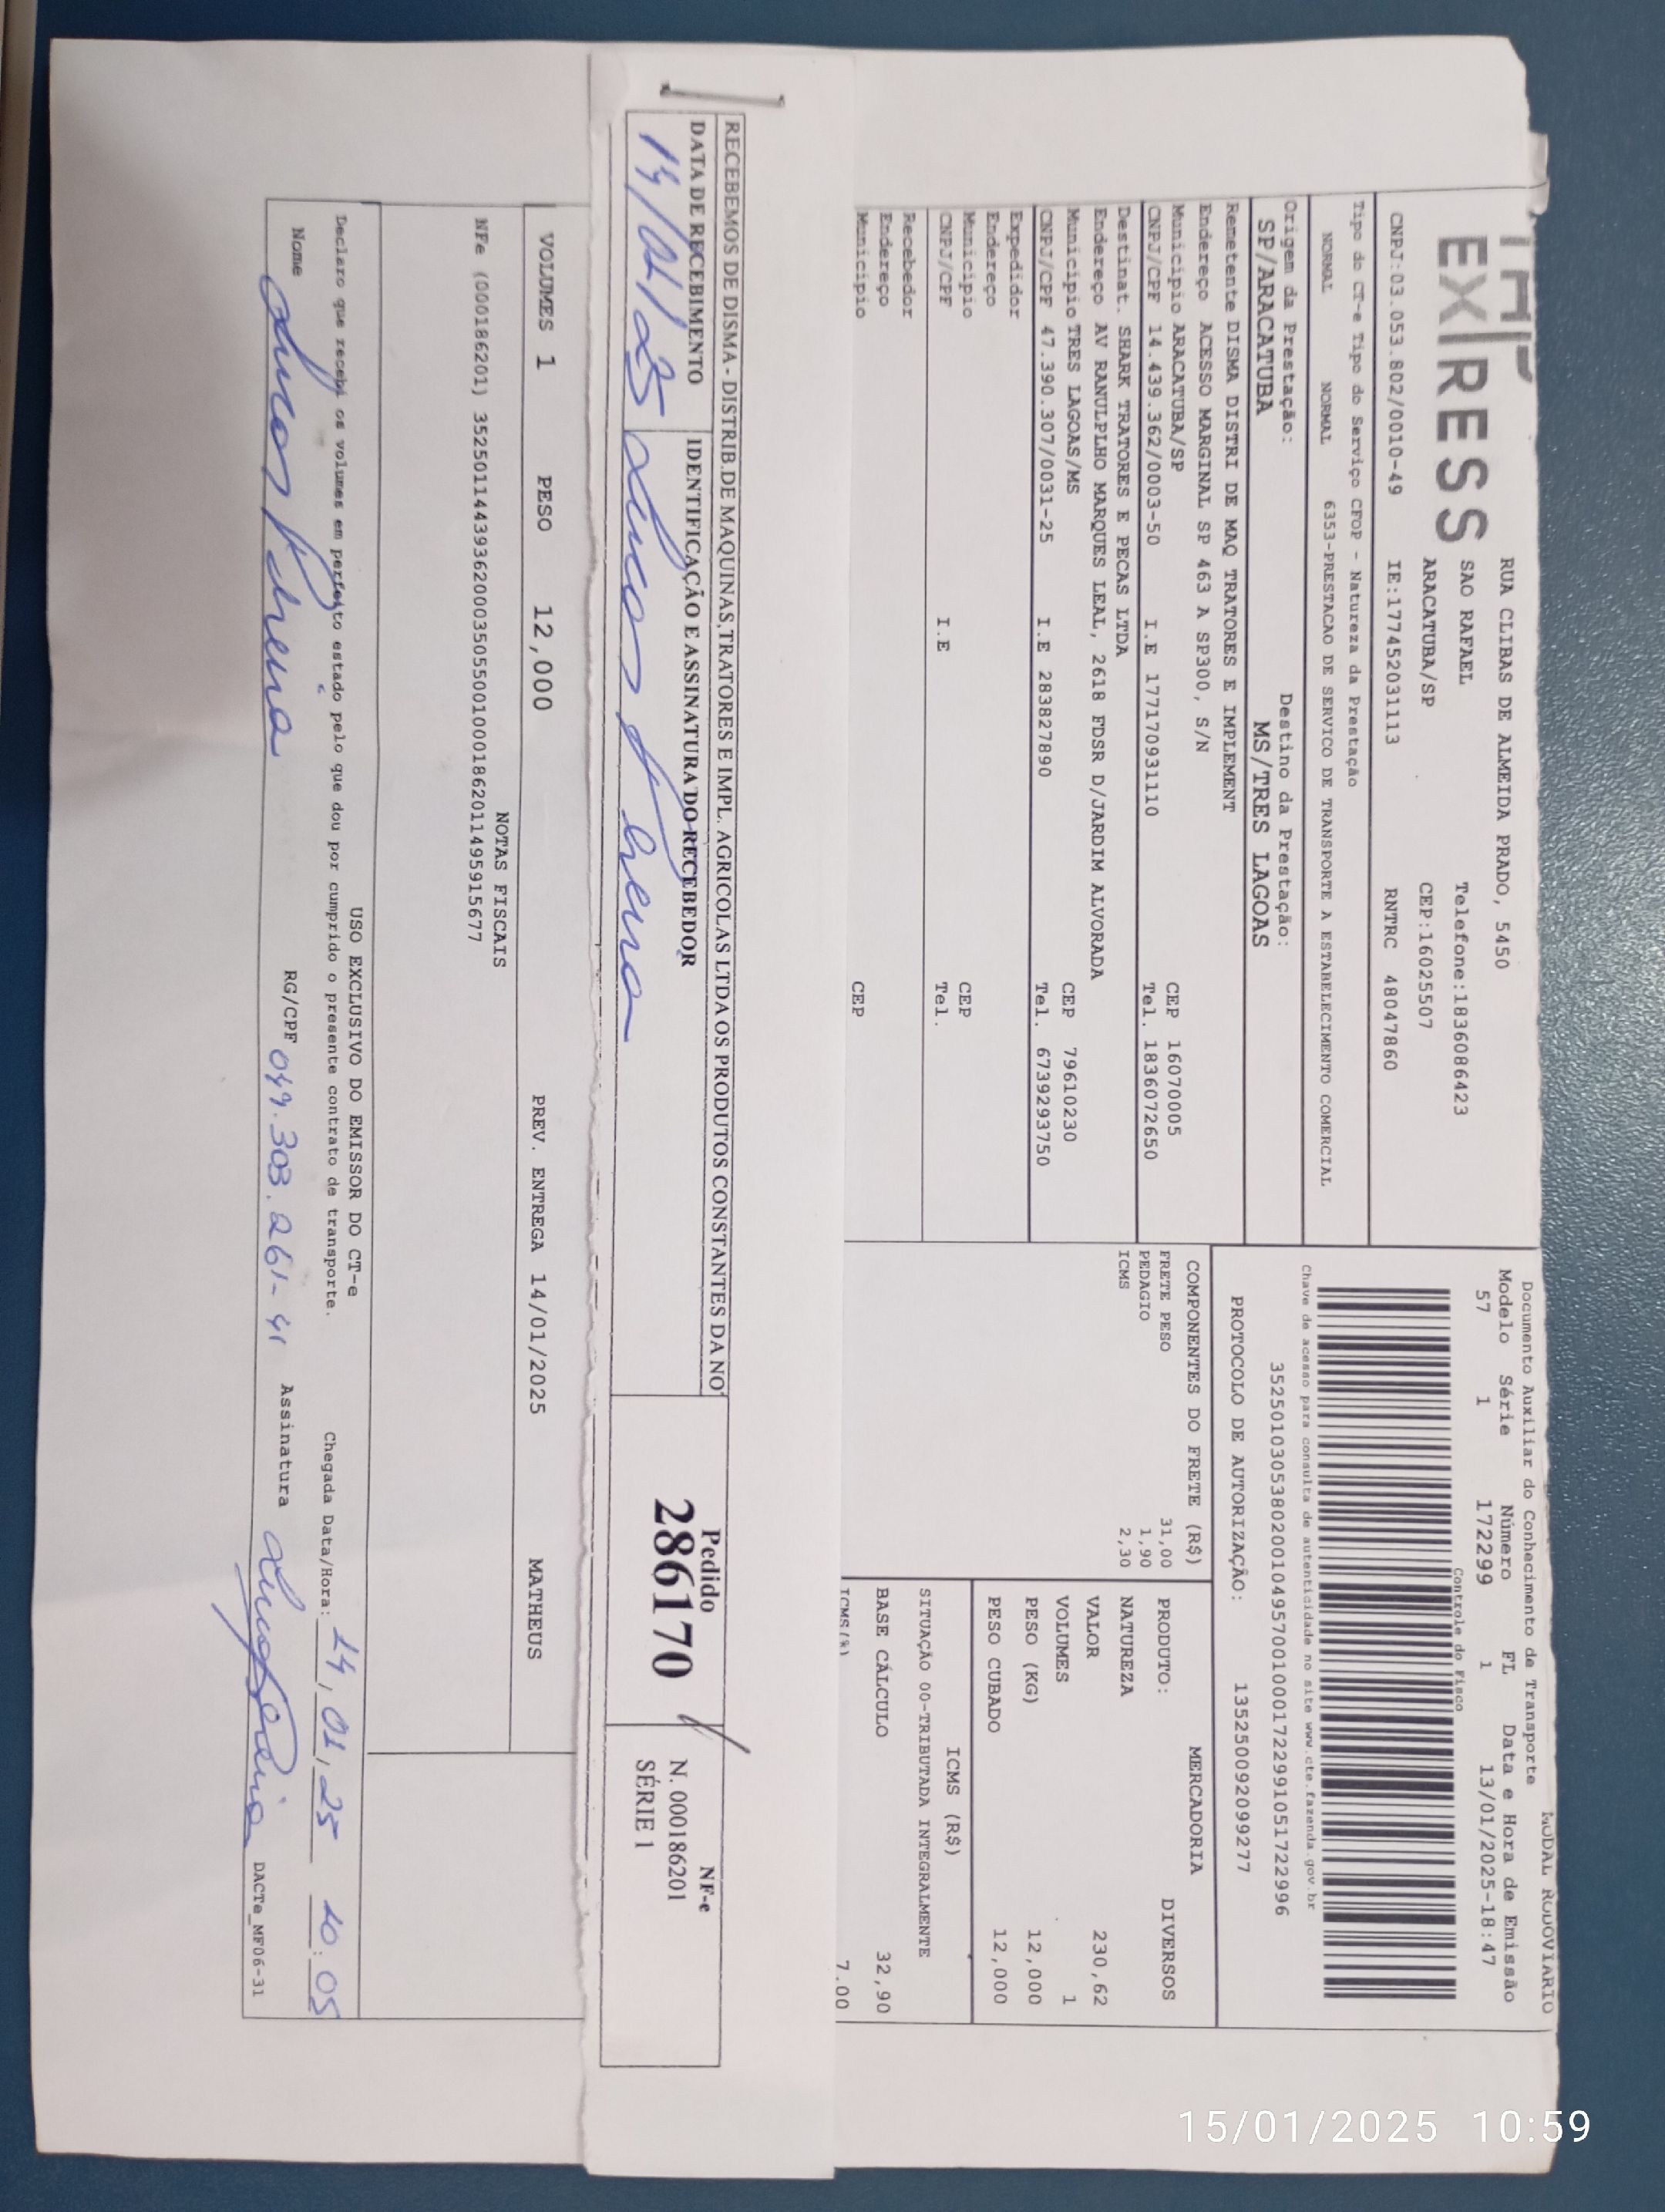 EXPRESS
RUA CLIBAS DE ALMEIDA PRADO, 5450
SAO RAFAEL Telefone:1836086423
ARACATUBA/SP CEP:16025507
CNPJ:03.053.802/0010-49 IE:177452031113 RNTRC 48047860
Tipo do CT-e Tipo do Serviço CFOP - Natureza da Prestação
NORMAL NORMAL 6353-PRESTACAO DE SERVICO DE TRANSPORTE A ESTABELECIMENTO COMERCIAL
Origem da Prestação: Destino da Prestação:
SP/ARACATUBA MS/TRES LAGOAS
Remetente DISMA DISTRI DE MAQ TRATORES E IMPLEMENT
Endereço ACESSO MARGINAL SP 463 A SP300, S/N
Municipio ARACATUBA/SP CEP 16070005
CNPJ/CPF 14.439.362/0003-50 I.E 177170931110 Tel. 1836072650
Destinat. SHARK TRATORES E PECAS LTDA
Endereço AV RANULPLHO MARQUES LEAL, 2618 FDSR D/JARDIM ALVORADA
Municipio TRES LAGOAS/MS CEP 79610230
CNPJ/CPF 47.390.307/0031-25 I.E 283827890 Tel. 6739293750
Expedidor
Endereço
Municipio CEP
CNPJ/CPF I.E Tel.
Recebedor
Endereço
Municipio CEP
MODAL RODOVIARIO
Documento Auxiliar do Conhecimento de Transporte
Modelo Série Número FL Data e Hora de Emissão
57 1 172299 1 13/01/2025-18:47
Controle do Fisco
Chave de acesso para consulta de autenticidade no site www.cte.fazenda.gov.br
35250103053802001049570010001722991051722996
PROTOCOLO DE AUTORIZAÇÃO: 135250092099277
COMPONENTES DO FRETE (R$)
FRETE PESO 31,00
PEDAGIO 1,90
ICMS 2,30
MERCADORIA
PRODUTO: DIVERSOS
NATUREZA
VALOR 230,62
VOLUMES 1
PESO (KG) 12,000
PESO CUBADO 12,000
ICMS (R$)
SITUAÇÃO 00-TRIBUTADA INTEGRALMENTE
BASE CÁLCULO 32,90
ICMS(%) 7.00
RECEBEMOS DE DISMA - DISTRIB.DE MAQUINAS,TRATORES E IMPL. AGRICOLAS LTDA OS PRODUTOS CONSTANTES DA NO
DATA DE RECEBIMENTO IDENTIFICAÇÃO E ASSINATURA DO RECEBEDOR
14/01/25
Pedido
286170
NF-e
N. 000186201
SÉRIE 1
VOLUMES 1 PESO 12,000 PREV. ENTREGA 14/01/2025 MATHEUS
NOTAS FISCAIS
NFe (000186201) 35250114439362000350550010001862011495915677
USO EXCLUSIVO DO EMISSOR DO CT-e
Declaro que recebi os volumes em perfeito estado pelo que dou por cumprido o presente contrato de transporte. Chegada Data/Hora: 14/01/25 10:05
Nome RG/CPF 049.303.261-41 Assinatura
DACTe_MF06-31
15/01/2025 10:59